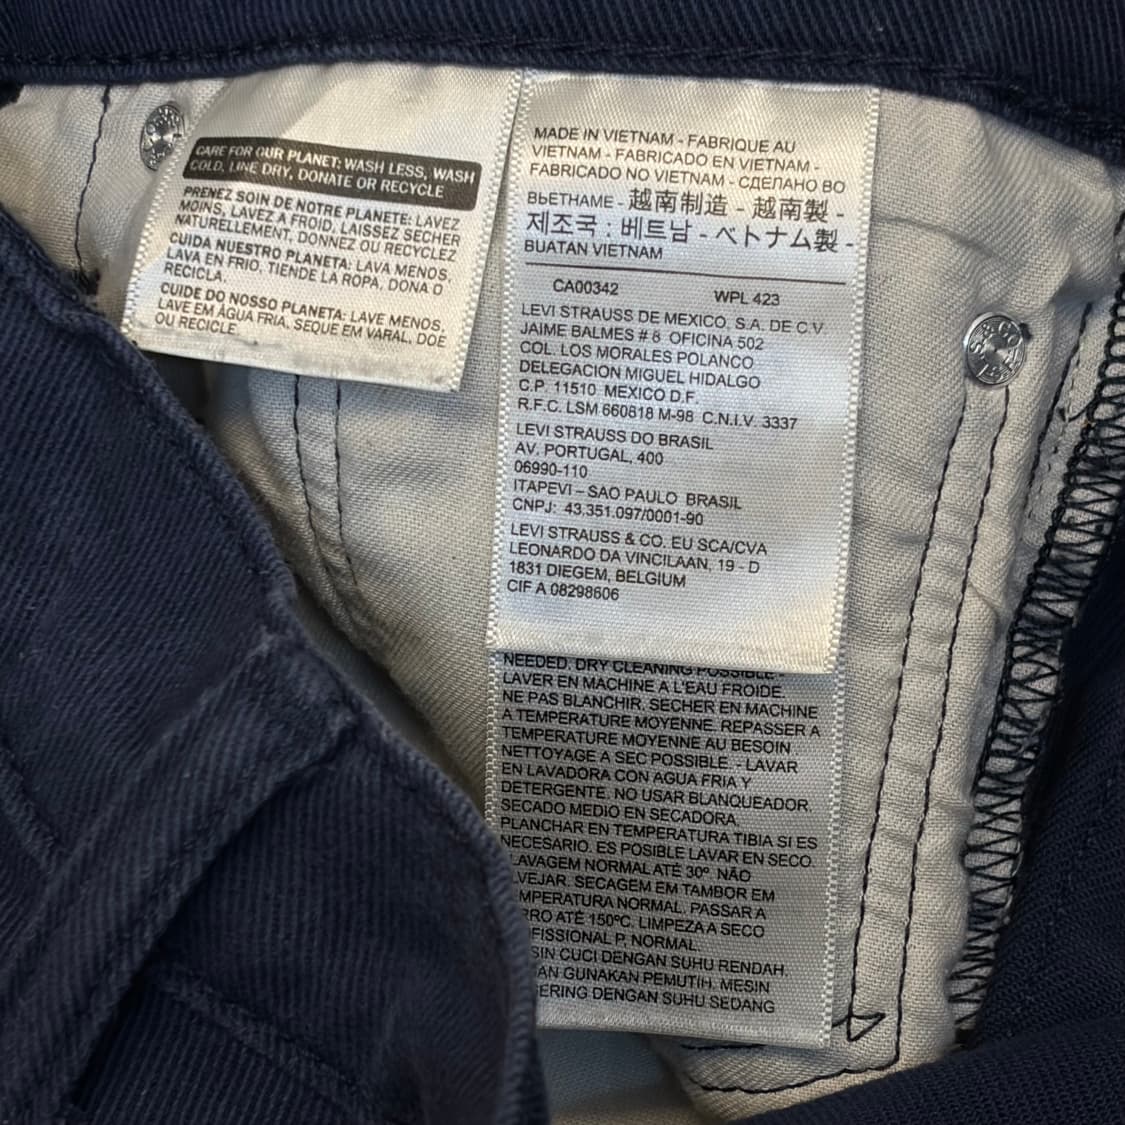 CARE FOR OUR PLANET: WASH LESS, WASH
COLD, LINE DRY, DONATE OR RECYCLE
PRENEZ SOIN DE NOTRE PLANETE: LAVEZ
MOINS, LAVEZ A FROID, LAISSEZ SECHER
NATURELLEMENT, DONNEZ OU RECYCLEZ
CUIDA NUESTRO PLANETA: LAVA MENOS,
LAVA EN FRIO, TIENDE LA ROPA, DONA O
RECICLA.
CUIDE DO NOSSO PLANETA: LAVE MENOS,
LAVE EM ÁGUA FRIA, SEQUE EM VARAL, DOE
OU RECICLE.
MADE IN VIETNAM - FABRIQUE AU
VIETNAM - FABRICADO EN VIETNAM -
FABRICADO NO VIETNAM - СДЕЛАНО ВО
ВЬЕТНАМЕ - 越南制造 - 越南製 -
제조국 : 베트남 - ベトナム製 -
BUATAN VIETNAM
CA00342 WPL 423
LEVI STRAUSS DE MEXICO, S.A. DE C.V.
JAIME BALMES # 8 OFICINA 502
COL. LOS MORALES POLANCO
DELEGACION MIGUEL HIDALGO
C.P. 11510 MEXICO D.F.
R.F.C. LSM 660818 M-98 C.N.I.V. 3337
LEVI STRAUSS DO BRASIL
AV. PORTUGAL, 400
06990-110
ITAPEVI – SAO PAULO BRASIL
CNPJ: 43.351.097/0001-90
LEVI STRAUSS & CO. EU SCA/CVA
LEONARDO DA VINCILAAN, 19 - D
1831 DIEGEM, BELGIUM
CIF A 08298606
NEEDED. DRY CLEANING POSSIBLE -
LAVER EN MACHINE A L'EAU FROIDE.
NE PAS BLANCHIR. SECHER EN MACHINE
A TEMPERATURE MOYENNE. REPASSER A
TEMPERATURE MOYENNE AU BESOIN
NETTOYAGE A SEC POSSIBLE. - LAVAR
EN LAVADORA CON AGUA FRIA Y
DETERGENTE. NO USAR BLANQUEADOR.
SECADO MEDIO EN SECADORA.
PLANCHAR EN TEMPERATURA TIBIA SI ES
NECESARIO. ES POSIBLE LAVAR EN SECO
LAVAGEM NORMAL ATÉ 30º. NÃO
LVEJAR. SECAGEM EM TAMBOR EM
MPERATURA NORMAL. PASSAR A
RRO ATÉ 150ºC. LIMPEZA A SECO
FISSIONAL P, NORMAL.
SIN CUCI DENGAN SUHU RENDAH.
AN GUNAKAN PEMUTIH. MESIN
ERING DENGAN SUHU SEDANG